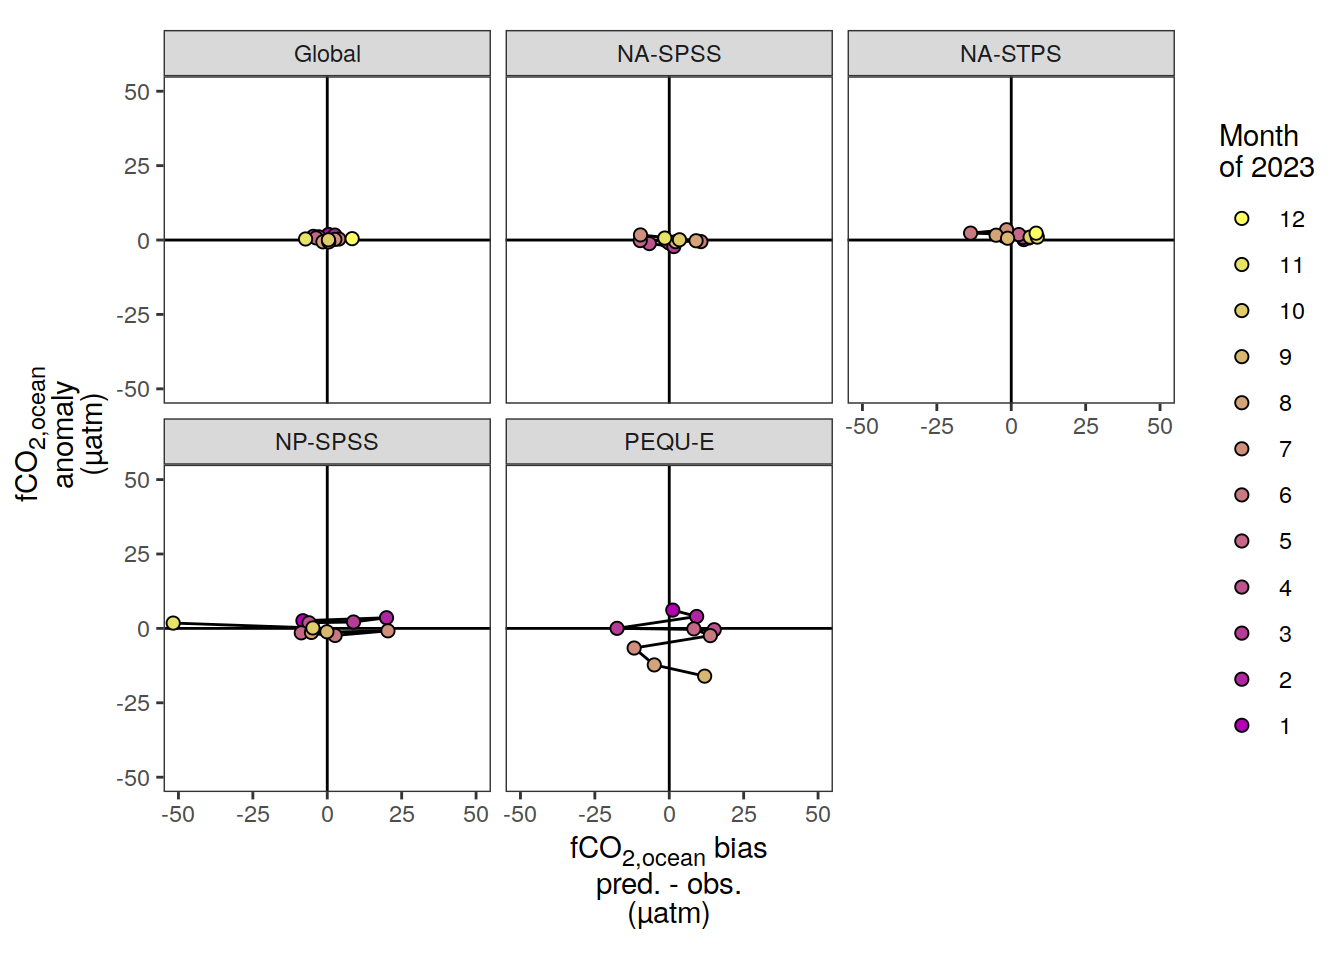 Global
NA-SPSS
NA-STPS
50
25
0
-25
-50
-50 -25 0 25 50
NP-SPSS
PEQU-E
50
25
0
-25
-50
-50 -25 0 25 50
-50 -25 0 25 50
fCO2,ocean
anomaly
(µatm)
fCO2,ocean bias
pred. - obs.
(µatm)
Month
of 2023
12
11
10
9
8
7
6
5
4
3
2
1